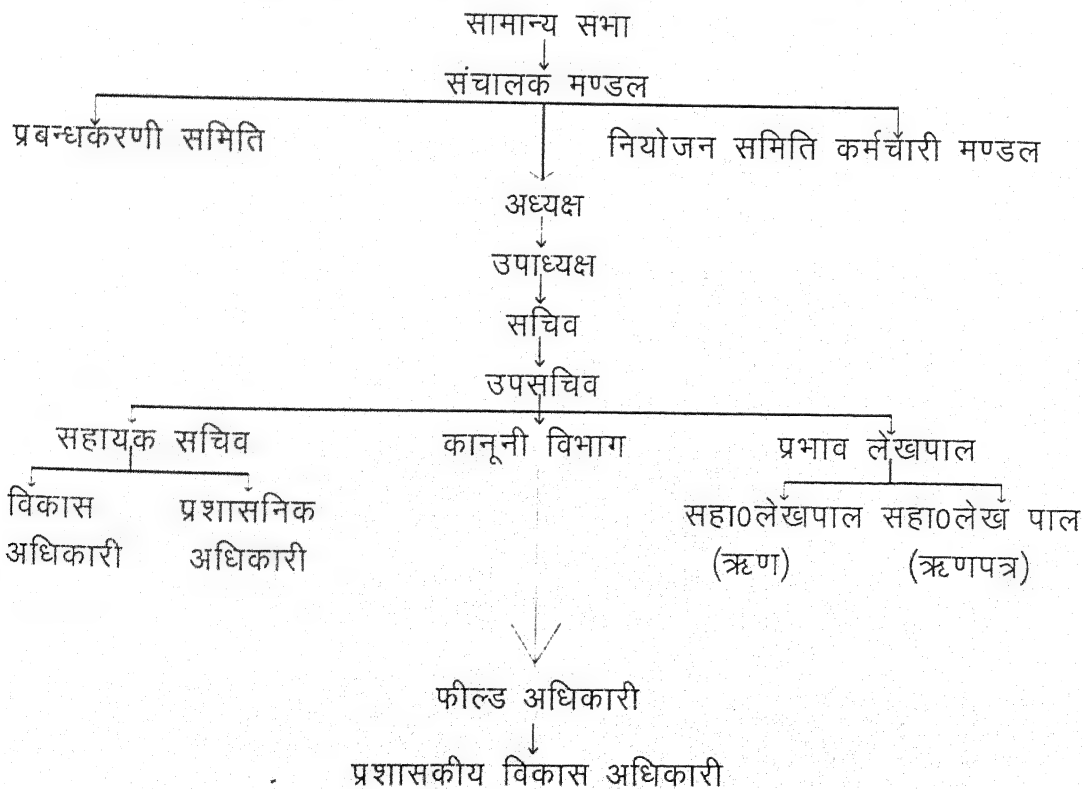 सामान्य सभा
संचालक मण्डल
प्रबन्धकरणी समिति
नियोजन समिति कर्मचारी मण्डल
अध्यक्ष
उपाध्यक्ष
सचिव
उपसचिव
सहायक सचिव
कानूनी विभाग
प्रभाव लेखपाल
विकास अधिकारी
प्रशासनिक अधिकारी
सहा0लेखपाल (ऋण)
सहा0लेख पाल (ऋणपत्र)
फील्ड अधिकारी
प्रशासकीय विकास अधिकारी